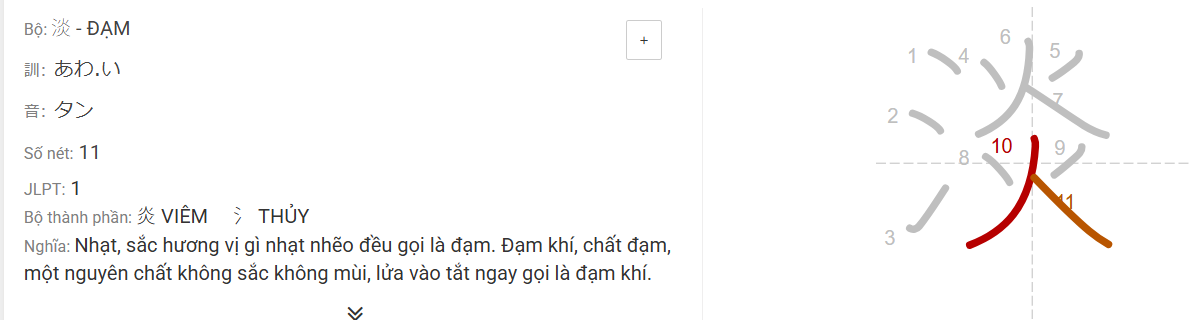 Bộ: 淡 - ĐẠM
+
訓: あわ.い
音: タン
Số nét: 11
JLPT: 1
Bộ thành phần: 炎 VIÊM 氵 THỦY
Nghĩa: Nhạt, sắc hương vị gì nhạt nhẽo đều gọi là đạm. Đạm khí, chất đạm,
một nguyên chất không sắc không mùi, lửa vào tắt ngay gọi là đạm khí.
淡
1
2
3
4
5
6
7
8
9
10
11